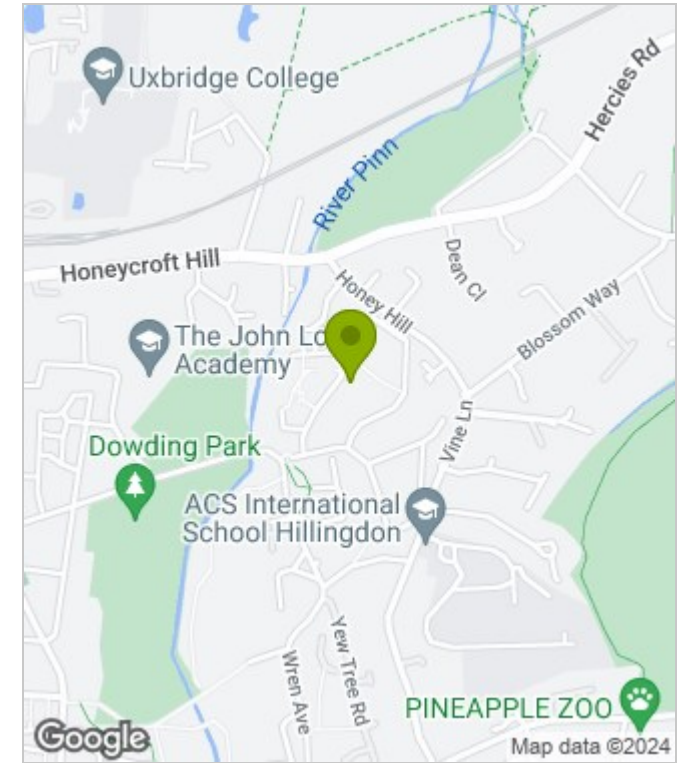 Uxbridge College
Hercies Rd
River Pinn
Honeycroft Hill
Dean Cl
Honey Hill
Blossom Way
The John Lo
Academy
Vine Ln
Dowding Park
ACS International
School Hillingdon
Yew Tree Rd
Wren Ave
PINEAPPLE ZOO
Google
Map data ©2024